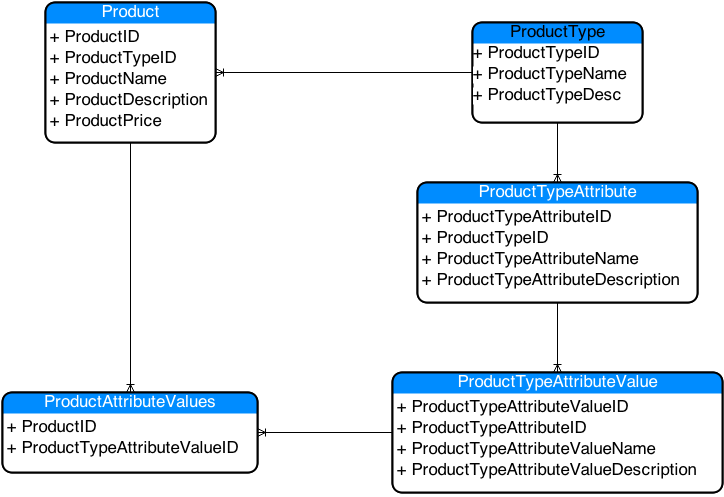 Product
+ ProductID
+ ProductTypeID
+ ProductName
+ ProductDescription
+ ProductPrice
ProductType
+ ProductTypeID
+ ProductTypeName
+ ProductTypeDesc
ProductTypeAttribute
+ ProductTypeAttributeID
+ ProductTypeID
+ ProductTypeAttributeName
+ ProductTypeAttributeDescription
ProductAttributeValues
+ ProductID
+ ProductTypeAttributeValueID
ProductTypeAttributeValue
+ ProductTypeAttributeValueID
+ ProductTypeAttributeID
+ ProductTypeAttributeValueName
+ ProductTypeAttributeValueDescription